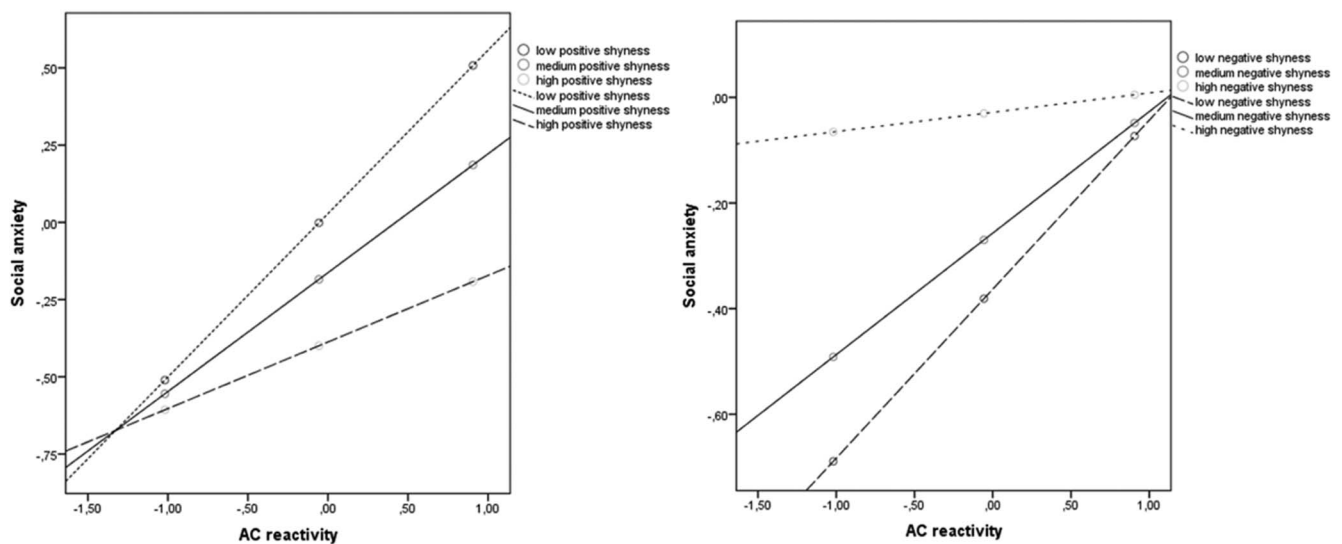 low positive shyness
medium positive shyness
high positive shyness
low positive shyness
medium positive shyness
high positive shyness
,50
,25
,00
-,25
-,50
-,75
Social anxiety
-1,50
-1,00
-,50
,00
,50
1,00
AC reactivity
low negative shyness
medium negative shyness
high negative shyness
low negative shyness
medium negative shyness
high negative shyness
,00
-,20
-,40
-,60
Social anxiety
-1,50
-1,00
-,50
,00
,50
1,00
AC reactivity